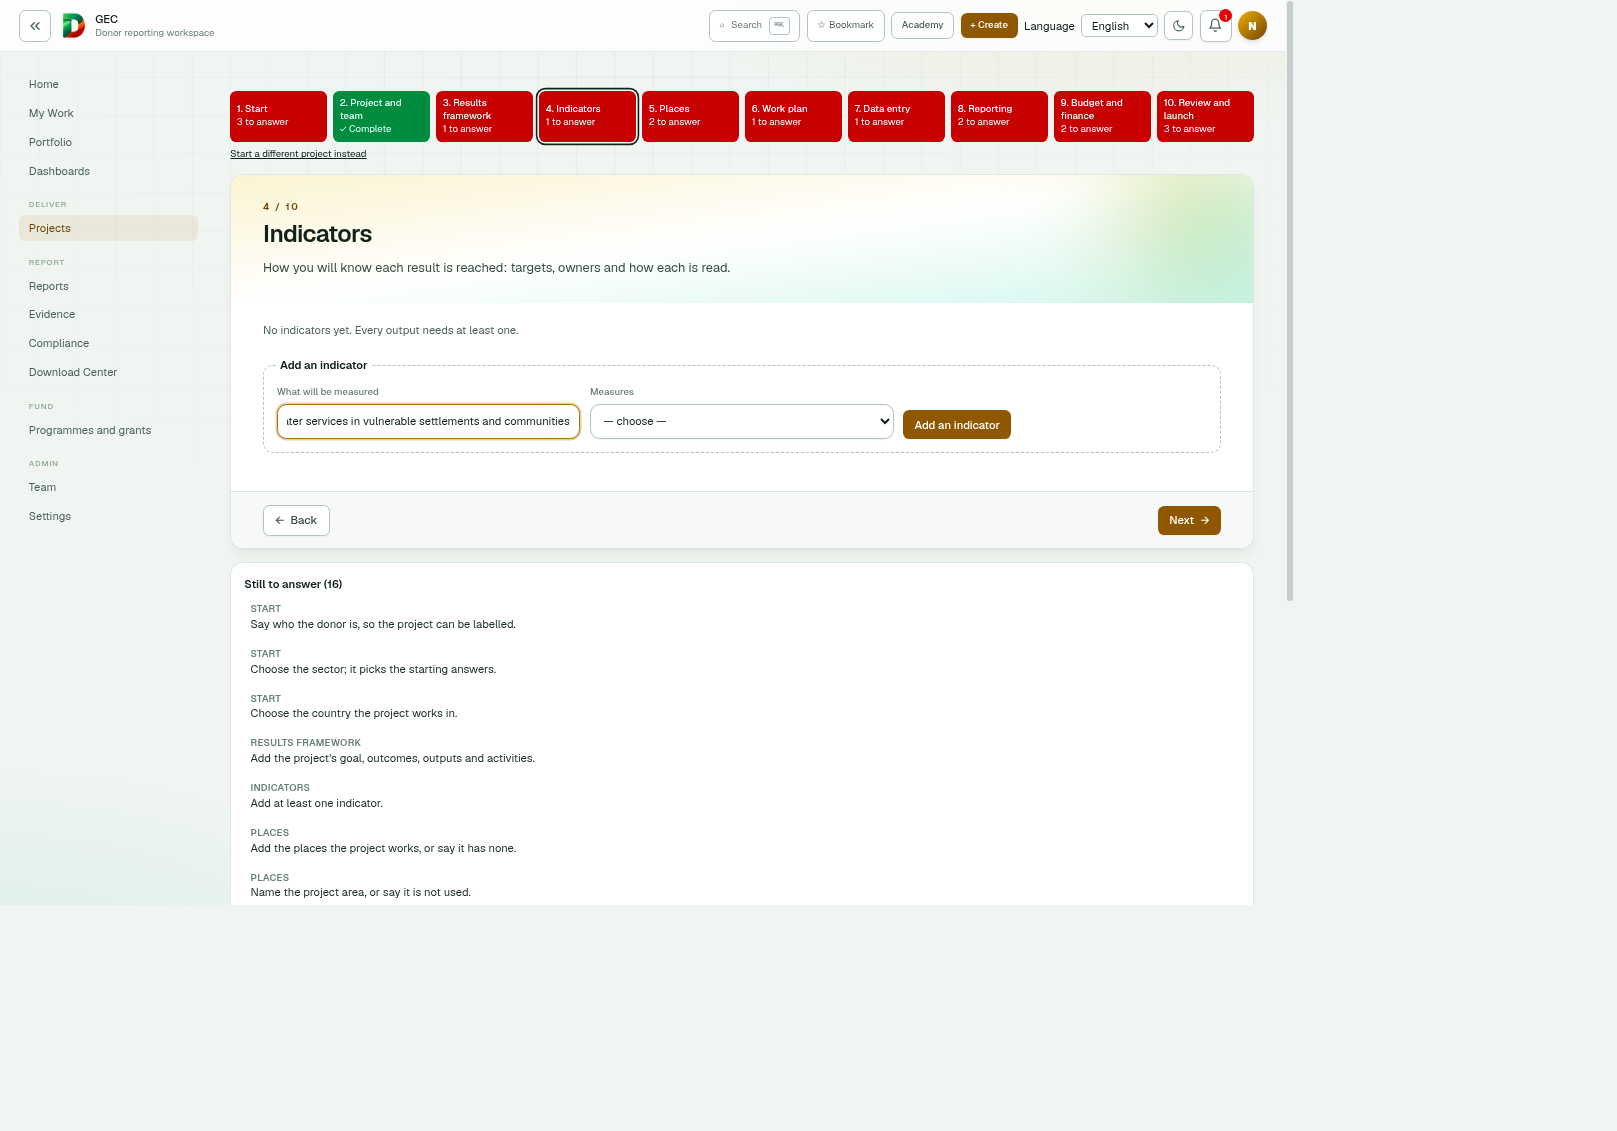 GEC
Donor reporting workspace
Search ⌘K
☆ Bookmark
Academy
+ Create
Language
English
1
N
Home
My Work
Portfolio
Dashboards
DELIVER
Projects
REPORT
Reports
Evidence
Compliance
Download Center
FUND
Programmes and grants
ADMIN
Team
Settings
1. Start
3 to answer
2. Project and
team
✓ Complete
3. Results
framework
1 to answer
4. Indicators
1 to answer
5. Places
2 to answer
6. Work plan
1 to answer
7. Data entry
1 to answer
8. Reporting
2 to answer
9. Budget and
finance
2 to answer
10. Review and
launch
3 to answer
Start a different project instead
4 / 10
Indicators
How you will know each result is reached: targets, owners and how each is read.
No indicators yet. Every output needs at least one.
Add an indicator
What will be measured
services in vulnerable settlements and communities
Measures
— choose —
Add an indicator
← Back
Next →
Still to answer (16)
START
Say who the donor is, so the project can be labelled.
START
Choose the sector; it picks the starting answers.
START
Choose the country the project works in.
RESULTS FRAMEWORK
Add the project's goal, outcomes, outputs and activities.
INDICATORS
Add at least one indicator.
PLACES
Add the places the project works, or say it has none.
PLACES
Name the project area, or say it is not used.